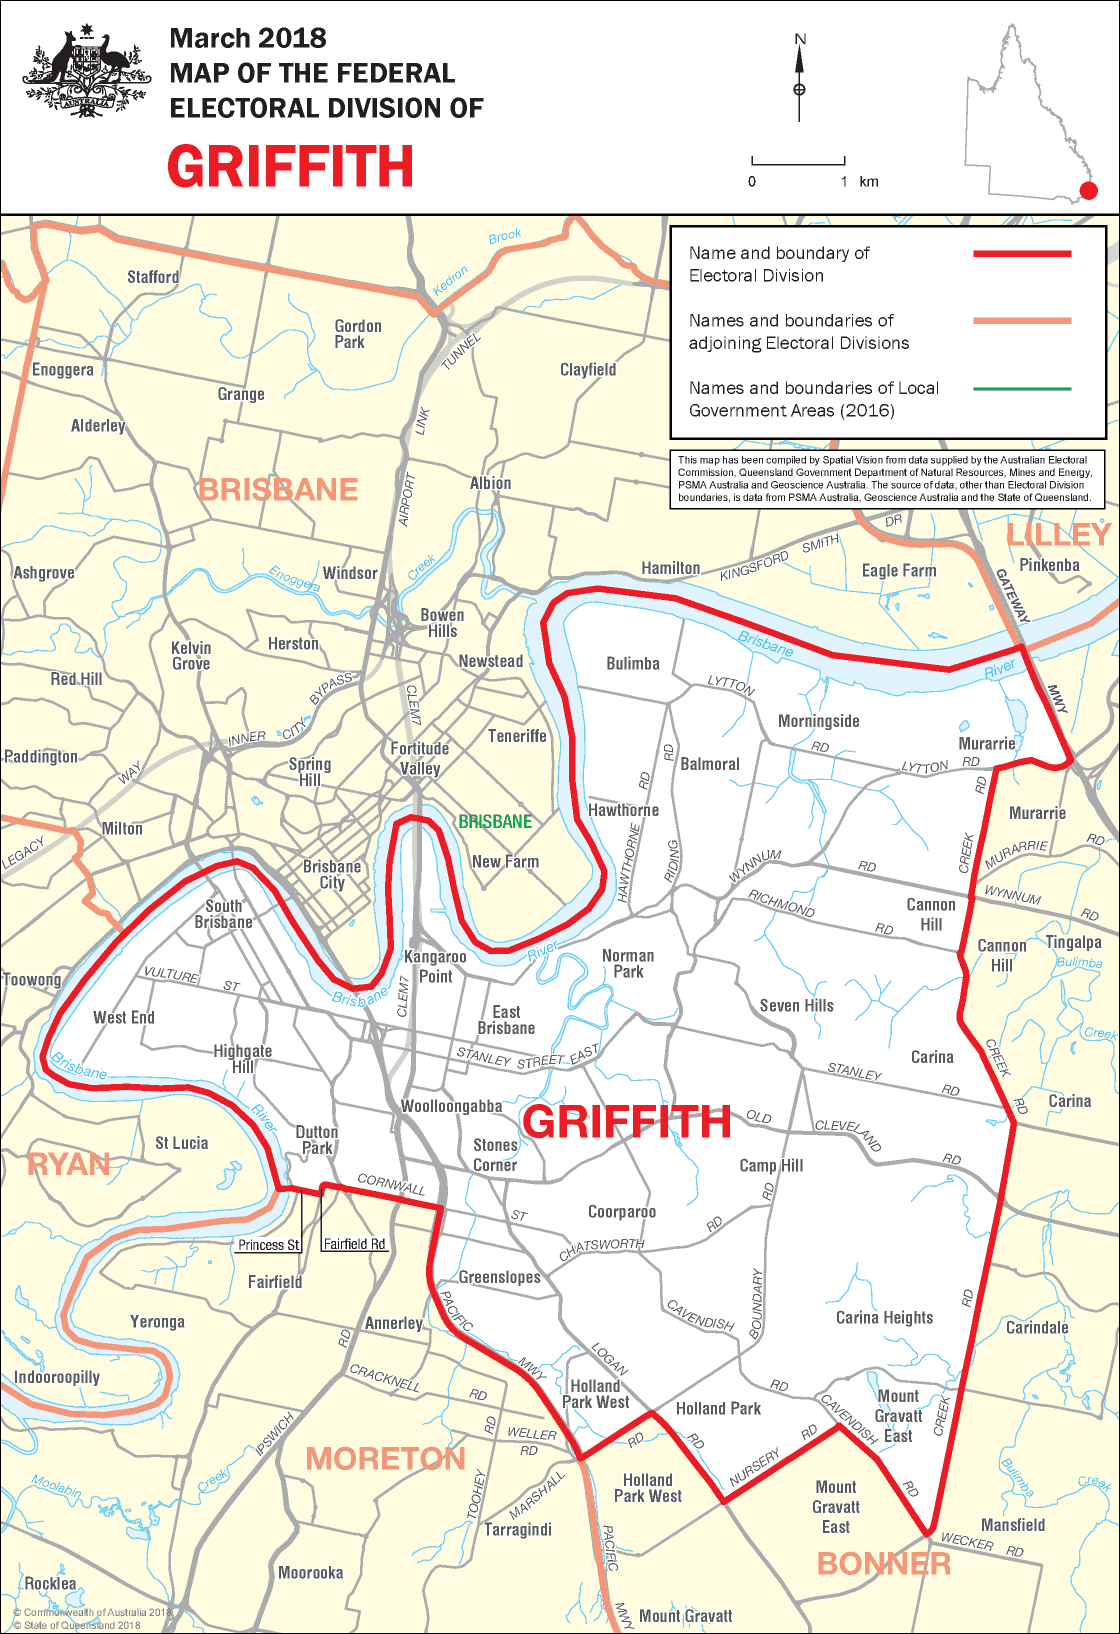 March 2018
MAP OF THE FEDERAL
ELECTORAL DIVISION OF
GRIFFITH
AUSTRALIA
N
0 1 km
Name and boundary of
Electoral Division
Names and boundaries of
adjoining Electoral Divisions
Names and boundaries of Local
Government Areas (2016)
This map has been compiled by Spatial Vision from data supplied by the Australian Electoral
Commission, Queensland Government Department of Natural Resources, Mines and Energy,
PSMA Australia and Geoscience Australia. The source of data, other than Electoral Division
boundaries, is data from PSMA Australia, Geoscience Australia and the State of Queensland.
Stafford
Kedron Brook
Gordon
Park
TUNNEL
Enoggera
Clayfield
Grange
Alderley
LINK
AIRPORT
BRISBANE
Albion
DR
SMITH
KINGSFORD
LILLEY
Pinkenba
Ashgrove
Enoggera
Windsor
Creek
Hamilton
Eagle Farm
GATEWAY
MWY
Bowen
Hills
Herston
Kelvin
Grove
Newstead
Bulimba
Brisbane
River
Red Hill
BYPASS
CITY
INNER
CLEM7
LYTTON
RD
Morningside
Teneriffe
Murarrie
Paddington
WAY
LEGACY
Spring
Hill
Fortitude
Valley
RD
Balmoral
LYTTON RD
RD
Hawthorne
RD
HAWTHORNE
RIDING
BRISBANE
Milton
Murarrie
MURARRIE
RD
CREEK
New Farm
Brisbane
City
WYNNUM
RD
WYNNUM
RD
South
Brisbane
RICHMOND
RD
Cannon
Hill
Cannon
Hill
Tingalpa
Bulimba
Creek
River
Kangaroo
Point
Norman
Park
Toowong
VULTURE
ST
Brisbane
CLEM7
Seven Hills
West End
East
Brisbane
Highgate
Hill
STANLEY STREET EAST
Carina
CREEK
RD
STANLEY
RD
Brisbane
River
Woolloongabba
Carina
GRIFFITH
OLD
CLEVELAND
RD
Dutton
Park
St Lucia
RYAN
Stones
Corner
Camp Hill
CORNWALL
ST
RD
Coorparoo
RD
CHATSWORTH
Princess St
Fairfield Rd
Fairfield
Greenslopes
BOUNDARY
RD
Yeronga
Annerley
PACIFIC
MWY
CAVENDISH
RD
Carina Heights
Carindale
RD
LOGAN
RD
Indooroopilly
CRACKNELL
RD
Holland
Park West
Holland Park
CAVENDISH
RD
Mount
Gravatt
East
CREEK
IPSWICH
MORETON
RD
WELLER
RD
RD
NURSERY
RD
TOOHEY
MARSHALL
Holland
Park West
Mount
Gravatt
East
Bulimba
Creek
Moolabin
Creek
Tarragindi
PACIFIC
MWY
Mansfield
WECKER RD
BONNER
Moorooka
Rocklea
Mount Gravatt
© Commonwealth of Australia 2018
© State of Queensland 2018